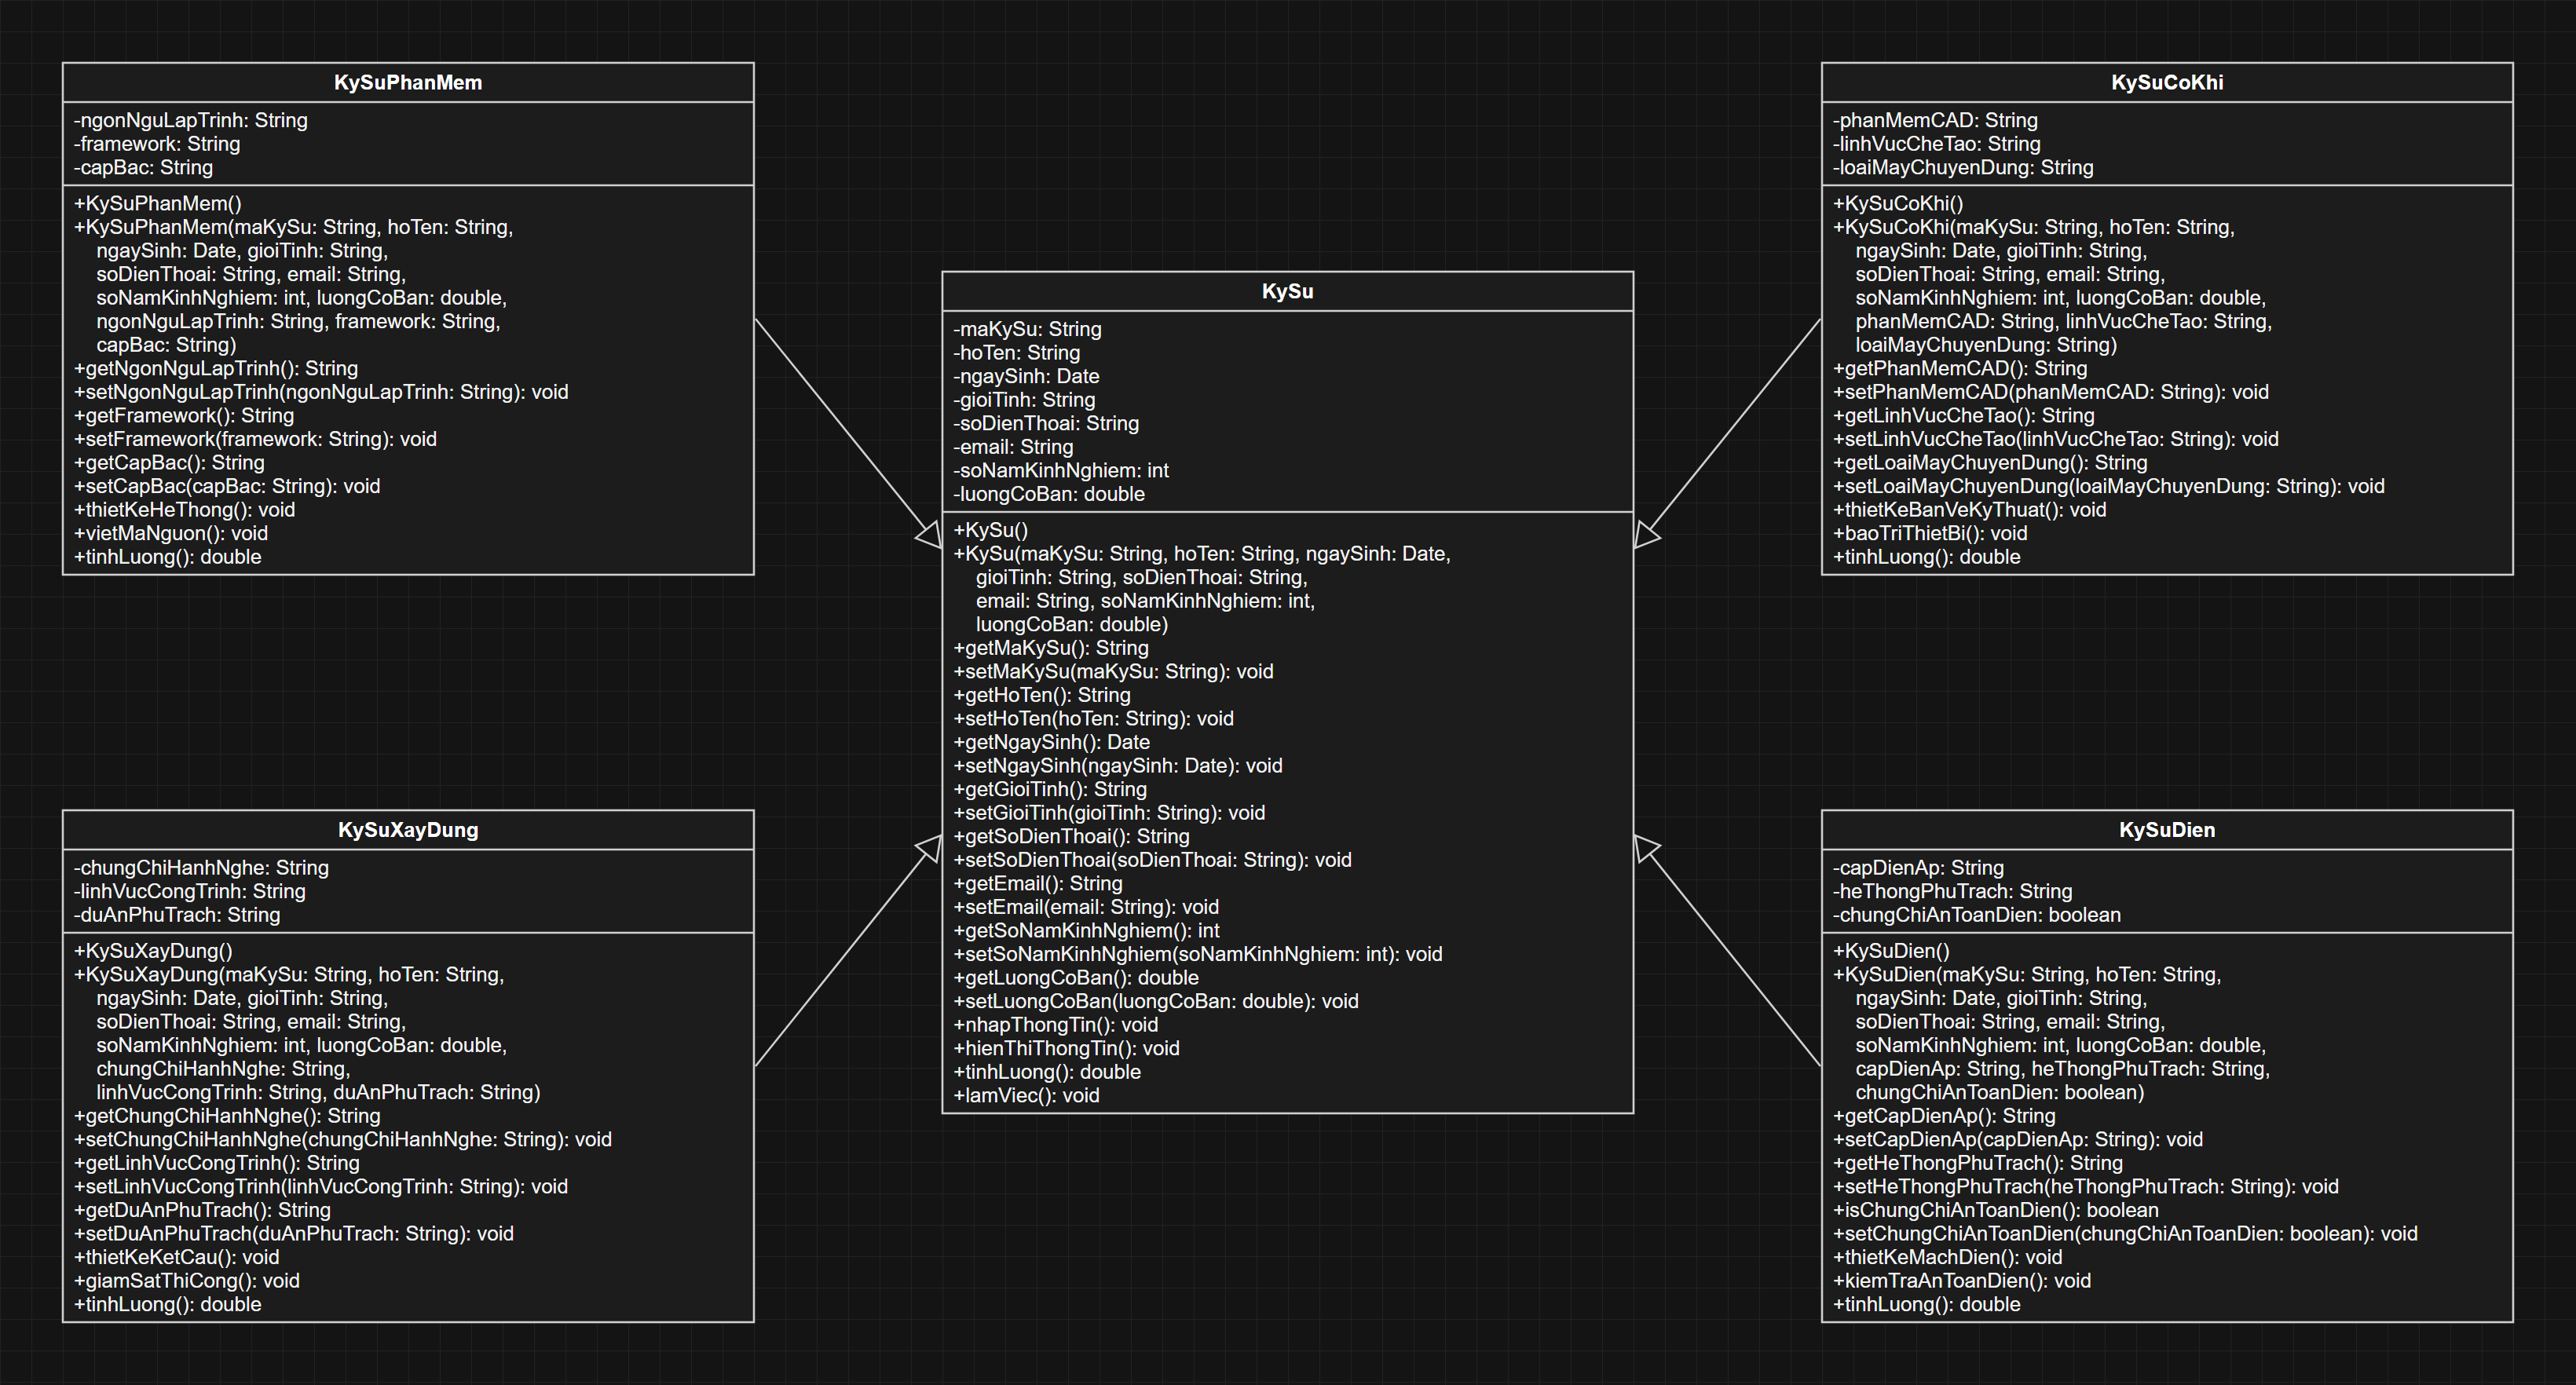 KySuPhanMem
-ngonNguLapTrinh: String
-framework: String
-capBac: String
+KySuPhanMem()
+KySuPhanMem(maKySu: String, hoTen: String,
ngaySinh: Date, gioiTinh: String,
soDienThoai: String, email: String,
soNamKinhNghiem: int, luongCoBan: double,
ngonNguLapTrinh: String, framework: String,
capBac: String)
+getNgonNguLapTrinh(): String
+setNgonNguLapTrinh(ngonNguLapTrinh: String): void
+getFramework(): String
+setFramework(framework: String): void
+getCapBac(): String
+setCapBac(capBac: String): void
+thietKeHeThong(): void
+vietMaNguon(): void
+tinhLuong(): double
KySuXayDung
-chungChiHanhNghe: String
-linhVucCongTrinh: String
-duAnPhuTrach: String
+KySuXayDung()
+KySuXayDung(maKySu: String, hoTen: String,
ngaySinh: Date, gioiTinh: String,
soDienThoai: String, email: String,
soNamKinhNghiem: int, luongCoBan: double,
chungChiHanhNghe: String,
linhVucCongTrinh: String, duAnPhuTrach: String)
+getChungChiHanhNghe(): String
+setChungChiHanhNghe(chungChiHanhNghe: String): void
+getLinhVucCongTrinh(): String
+setLinhVucCongTrinh(linhVucCongTrinh: String): void
+getDuAnPhuTrach(): String
+setDuAnPhuTrach(duAnPhuTrach: String): void
+thietKeKetCau(): void
+giamSatThiCong(): void
+tinhLuong(): double
KySu
-maKySu: String
-hoTen: String
-ngaySinh: Date
-gioiTinh: String
-soDienThoai: String
-email: String
-soNamKinhNghiem: int
-luongCoBan: double
+KySu()
+KySu(maKySu: String, hoTen: String, ngaySinh: Date,
gioiTinh: String, soDienThoai: String,
email: String, soNamKinhNghiem: int,
luongCoBan: double)
+getMaKySu(): String
+setMaKySu(maKySu: String): void
+getHoTen(): String
+setHoTen(hoTen: String): void
+getNgaySinh(): Date
+setNgaySinh(ngaySinh: Date): void
+getGioiTinh(): String
+setGioiTinh(gioiTinh: String): void
+getSoDienThoai(): String
+setSoDienThoai(soDienThoai: String): void
+getEmail(): String
+setEmail(email: String): void
+getSoNamKinhNghiem(): int
+setSoNamKinhNghiem(soNamKinhNghiem: int): void
+getLuongCoBan(): double
+setLuongCoBan(luongCoBan: double): void
+nhapThongTin(): void
+hienThiThongTin(): void
+tinhLuong(): double
+lamViec(): void
KySuCoKhi
-phanMemCAD: String
-linhVucCheTao: String
-loaiMayChuyenDung: String
+KySuCoKhi()
+KySuCoKhi(maKySu: String, hoTen: String,
ngaySinh: Date, gioiTinh: String,
soDienThoai: String, email: String,
soNamKinhNghiem: int, luongCoBan: double,
phanMemCAD: String, linhVucCheTao: String,
loaiMayChuyenDung: String)
+getPhanMemCAD(): String
+setPhanMemCAD(phanMemCAD: String): void
+getLinhVucCheTao(): String
+setLinhVucCheTao(linhVucCheTao: String): void
+getLoaiMayChuyenDung(): String
+setLoaiMayChuyenDung(loaiMayChuyenDung: String): void
+thietKeBanVeKyThuat(): void
+baoTriThietBi(): void
+tinhLuong(): double
KySuDien
-capDienAp: String
-heThongPhuTrach: String
-chungChiAnToanDien: boolean
+KySuDien()
+KySuDien(maKySu: String, hoTen: String,
ngaySinh: Date, gioiTinh: String,
soDienThoai: String, email: String,
soNamKinhNghiem: int, luongCoBan: double,
capDienAp: String, heThongPhuTrach: String,
chungChiAnToanDien: boolean)
+getCapDienAp(): String
+setCapDienAp(capDienAp: String): void
+getHeThongPhuTrach(): String
+setHeThongPhuTrach(heThongPhuTrach: String): void
+isChungChiAnToanDien(): boolean
+setChungChiAnToanDien(chungChiAnToanDien: boolean): void
+thietKeMachDien(): void
+kiemTraAnToanDien(): void
+tinhLuong(): double